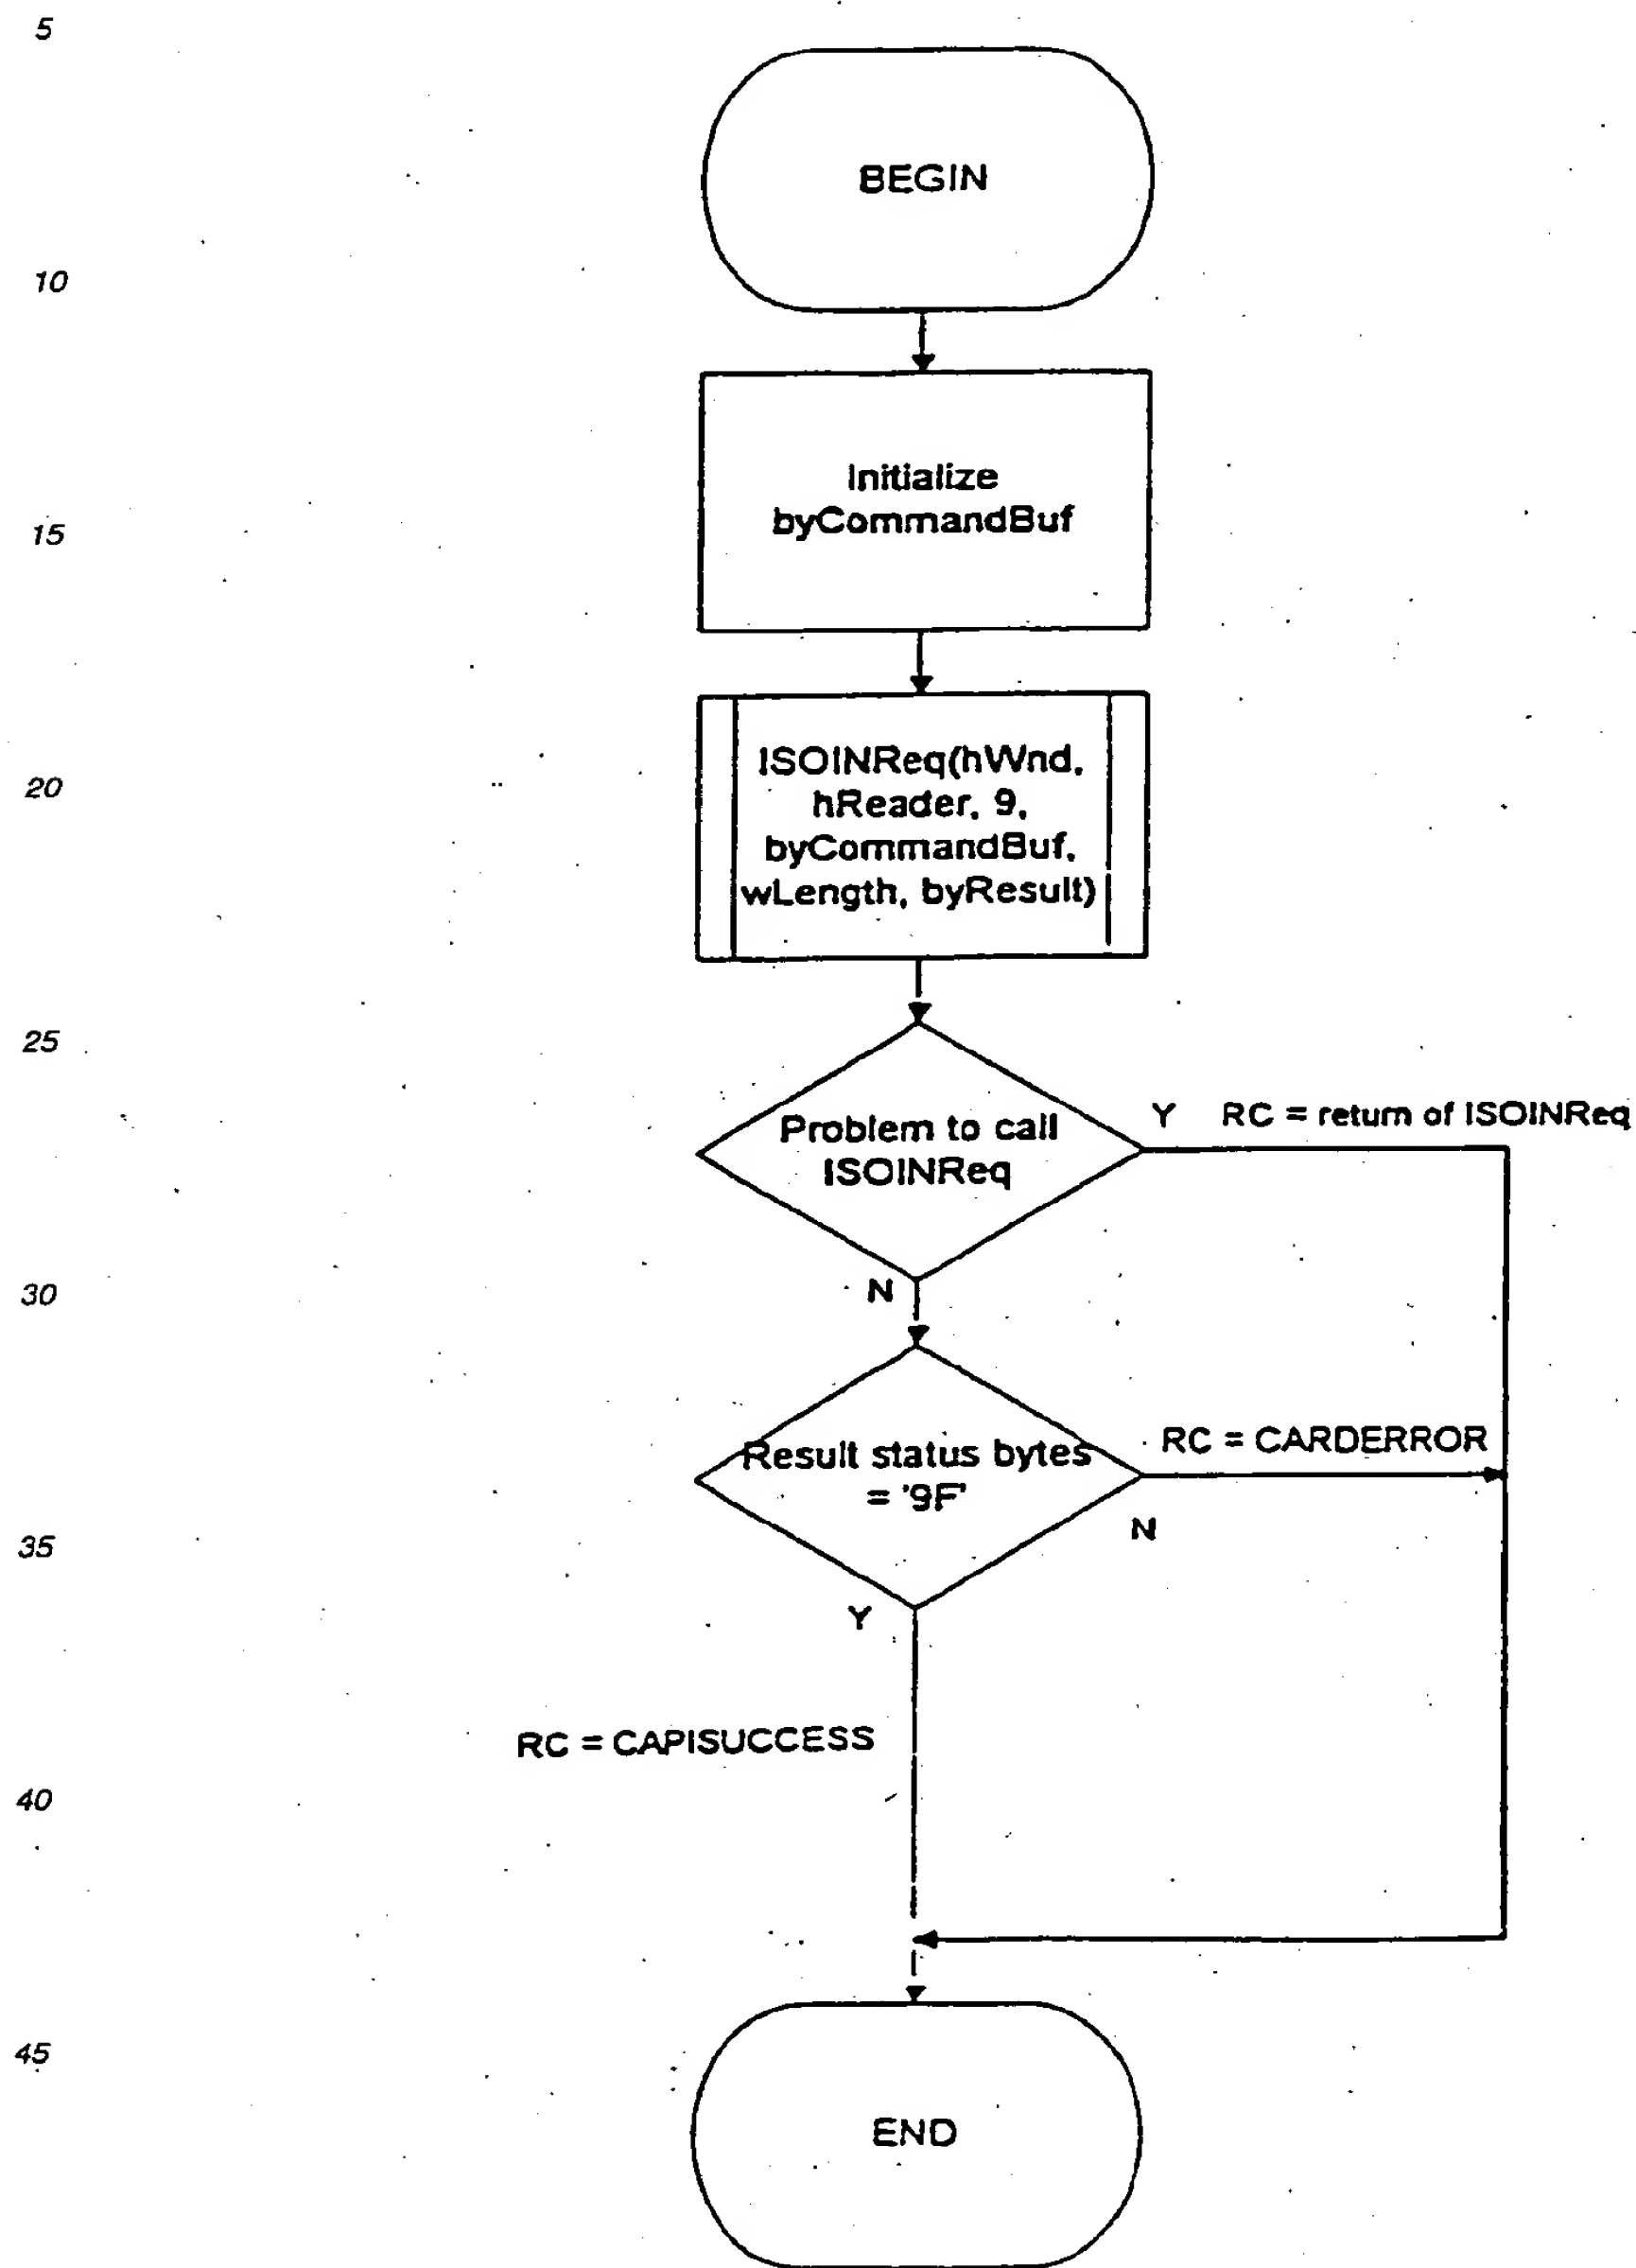 5
BEGIN
10
Initialize
byCommandBuf
15
ISOINReq(hWnd,
hReader, 9,
byCommandBuf,
wLength, byResult)
20
25
Problem to call
ISOINReq
Y RC = return of ISOINReq
N
30
Result status bytes
= '9F'
RC = CARDERROR
N
35
Y
RC = CAPISUCCESS
40
45
END